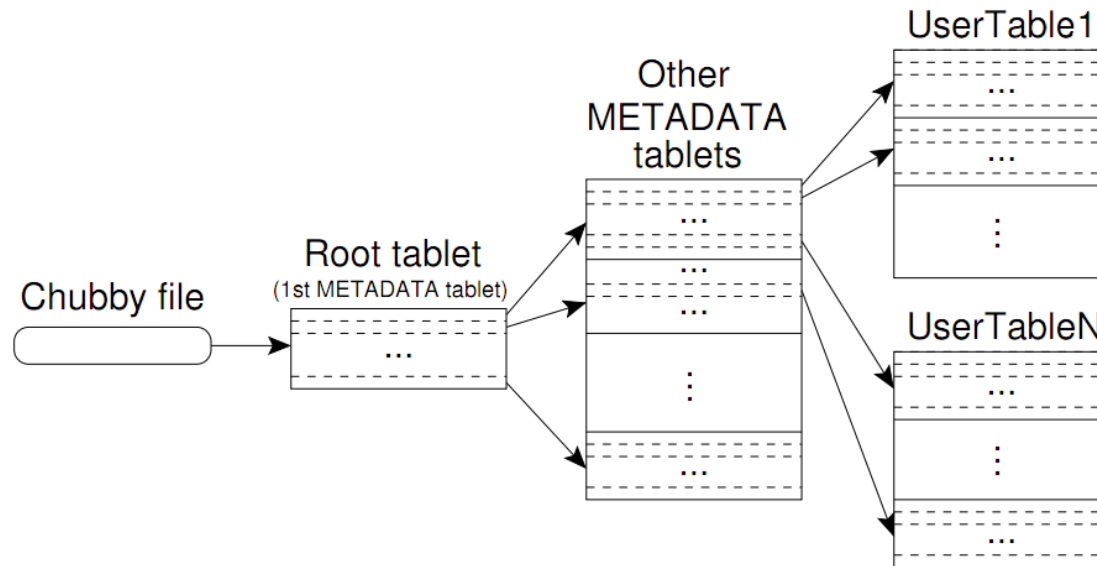 Chubby file
Root tablet
(1st METADATA tablet)
...
Other
METADATA
tablets
...
...
...
⋮
...
UserTable1
...
...
⋮
UserTableN
...
⋮
...